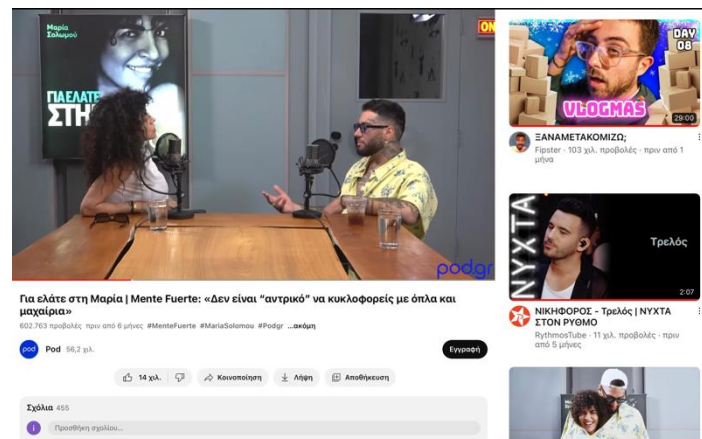 Μαρία
Σολωμού
ΓΙΑ ΕΛΑΤΕ
ΣΤΗ
ON
pod.gr
Για ελάτε στη Μαρία | Mente Fuerte: «Δεν είναι “αντρικό” να κυκλοφορείς με όπλα και
μαχαίρια»
602.763 προβολές πριν από 6 μήνες #MenteFuerte #MariaSolomou #Podgr ...ακόμη
pod
Pod 56,2 χιλ.
Εγγραφή
14 χιλ.
Κοινοποίηση
Λήψη
Αποθήκευση
Σχόλια 455
Προσθήκη σχολίου...
DAY
08
VLOGMAS
29:00
ΞΑΝΑΜΕΤΑΚΟΜΙΖΩ;
Fipster · 103 χιλ. προβολές · πριν από 1
μήνα
ΝΥΧΤΑ
Τρελός
2:07
ΝΙΚΗΦΟΡΟΣ - Τρελός | ΝΥΧΤΑ
ΣΤΟΝ ΡΥΘΜΟ
RythmosTube · 11 χιλ. προβολές · πριν
από 5 μήνες